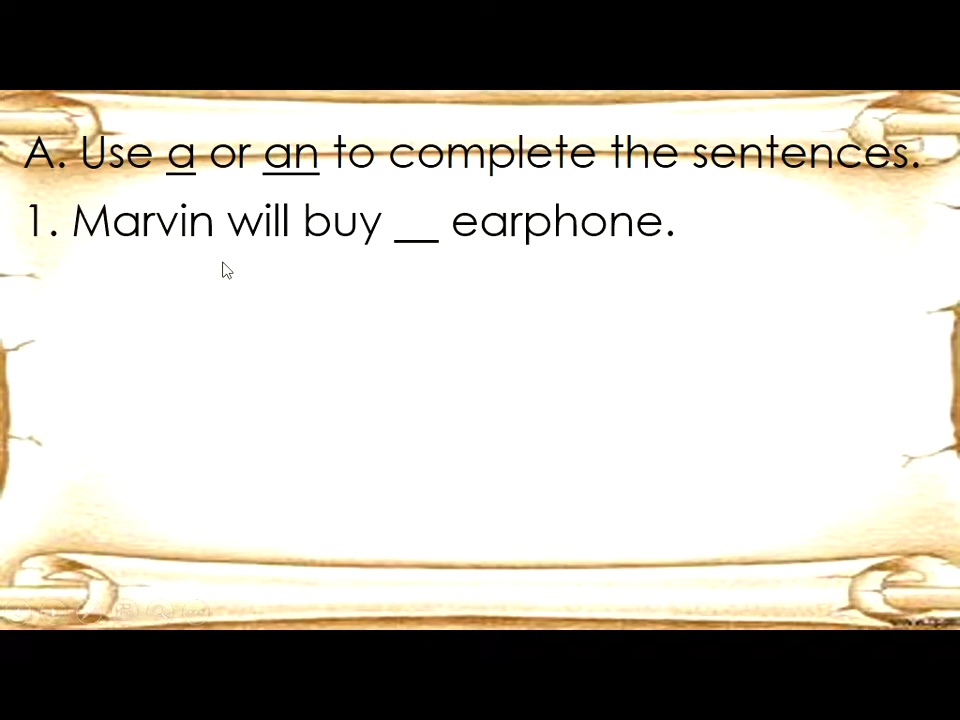 A. Use a or an to complete the sentences.
1. Marvin will buy __ earphone.